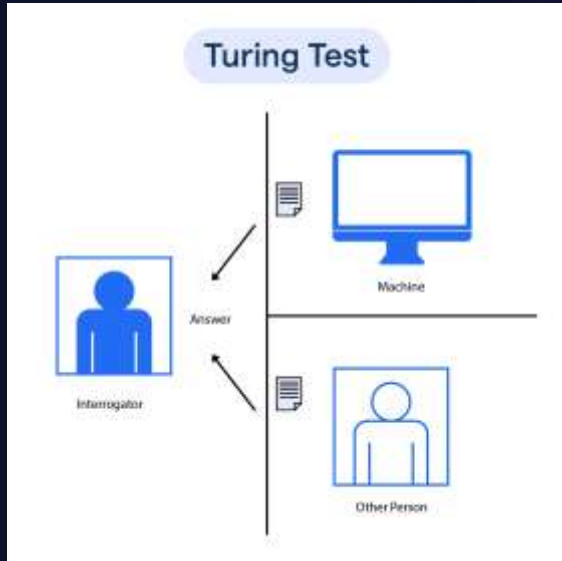 Turing Test
Machine
Answer
Interrogator
Other Person